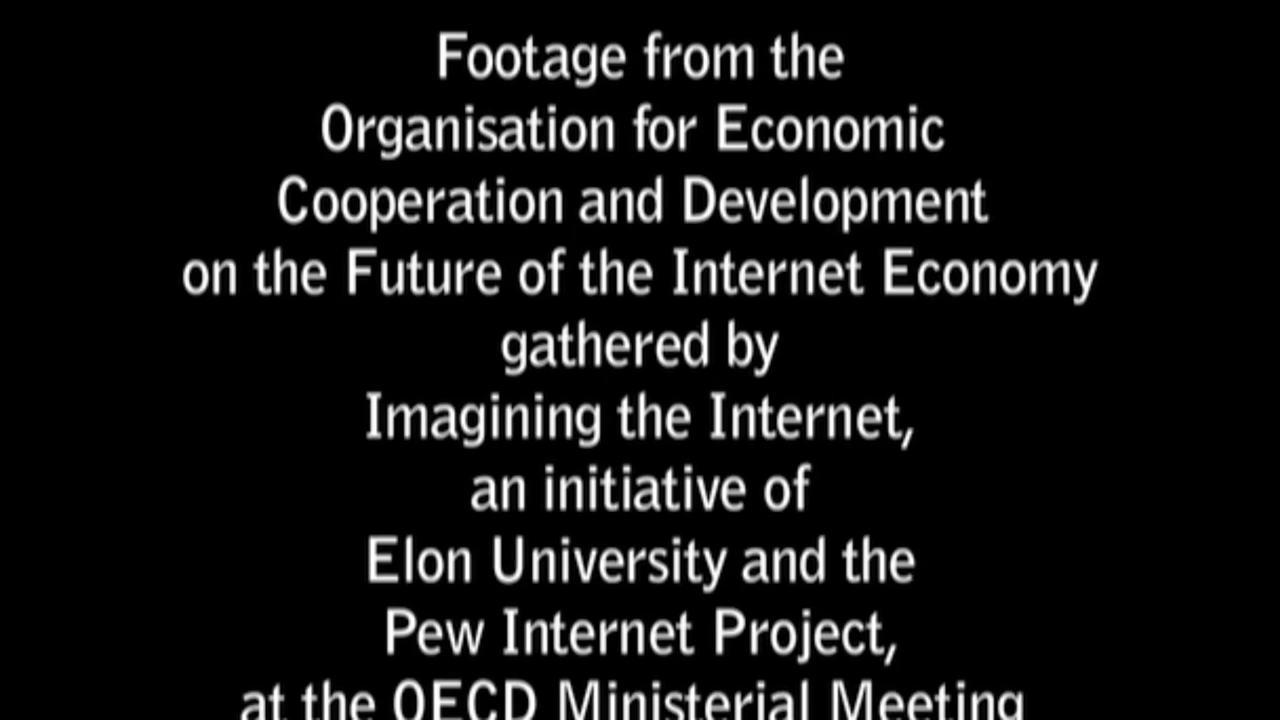 Footage from the
Organisation for Economic
Cooperation and Development
on the Future of the Internet Economy
gathered by
Imagining the Internet,
an initiative of
Elon University and the
Pew Internet Project,
at the OECD Ministerial Meeting